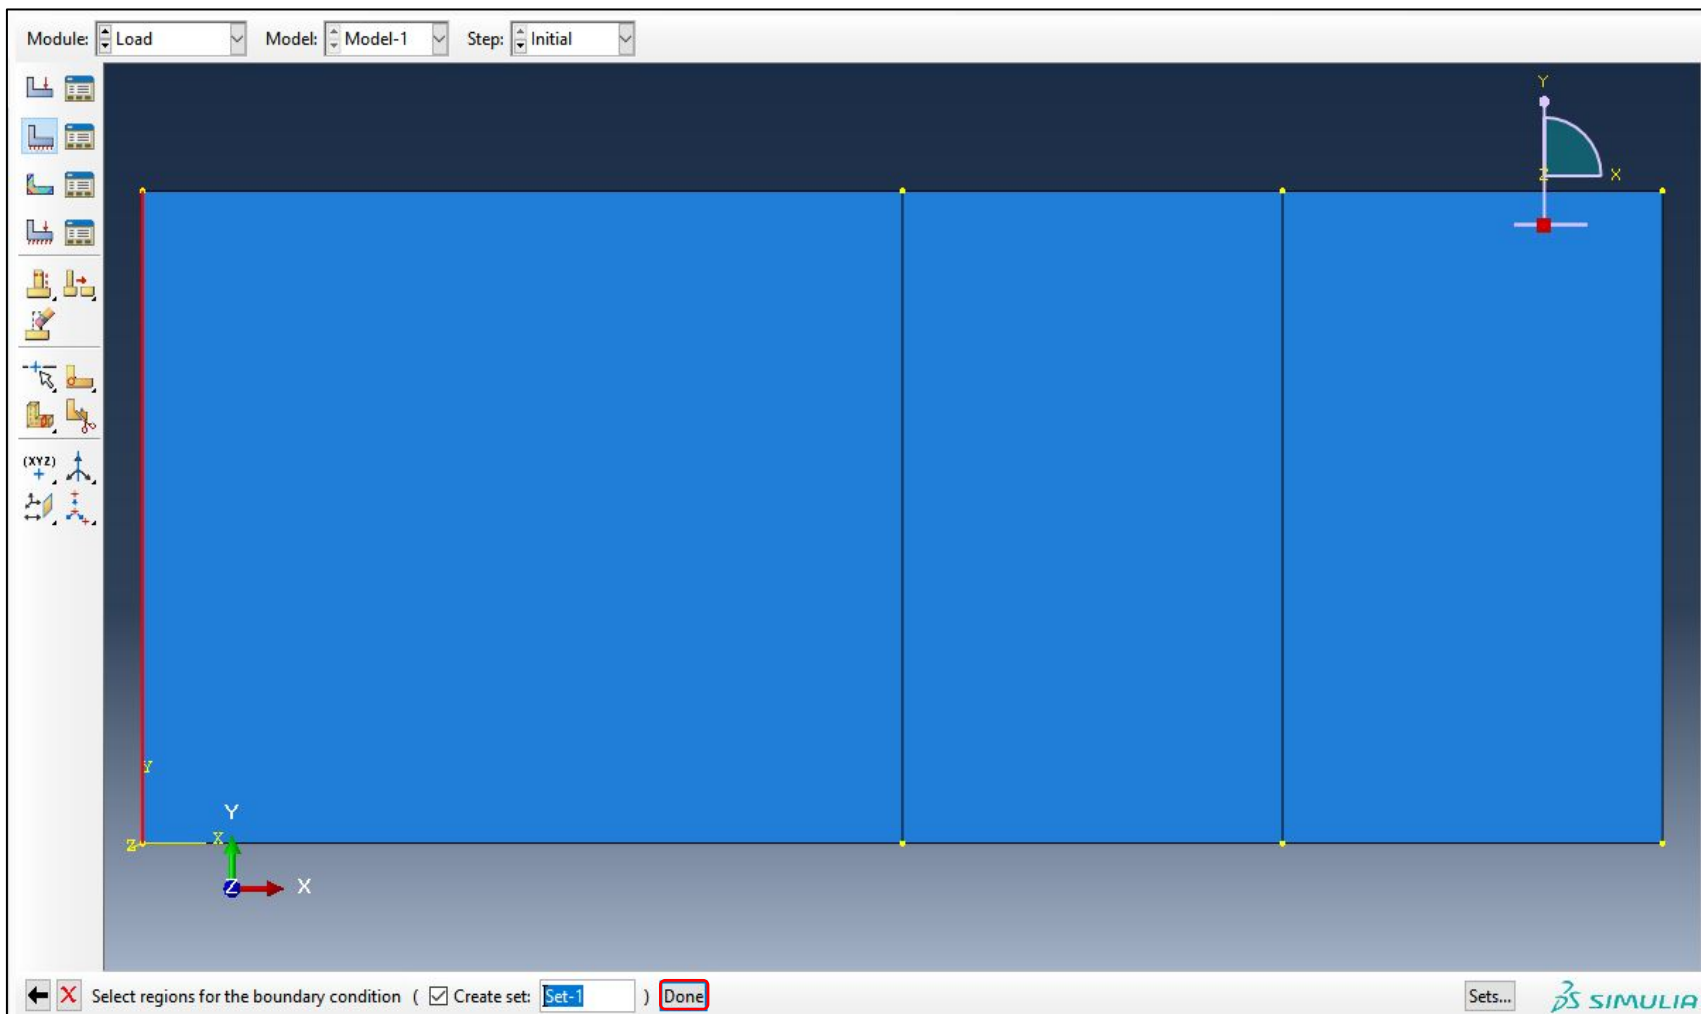 Module: Load Model: Model-1 Step: Initial
Y
Z X
(XYZ)
Y
Y
X
Z
Z X
Select regions for the boundary condition ( Create set: Set-1 ) Done Sets... SIMULIA